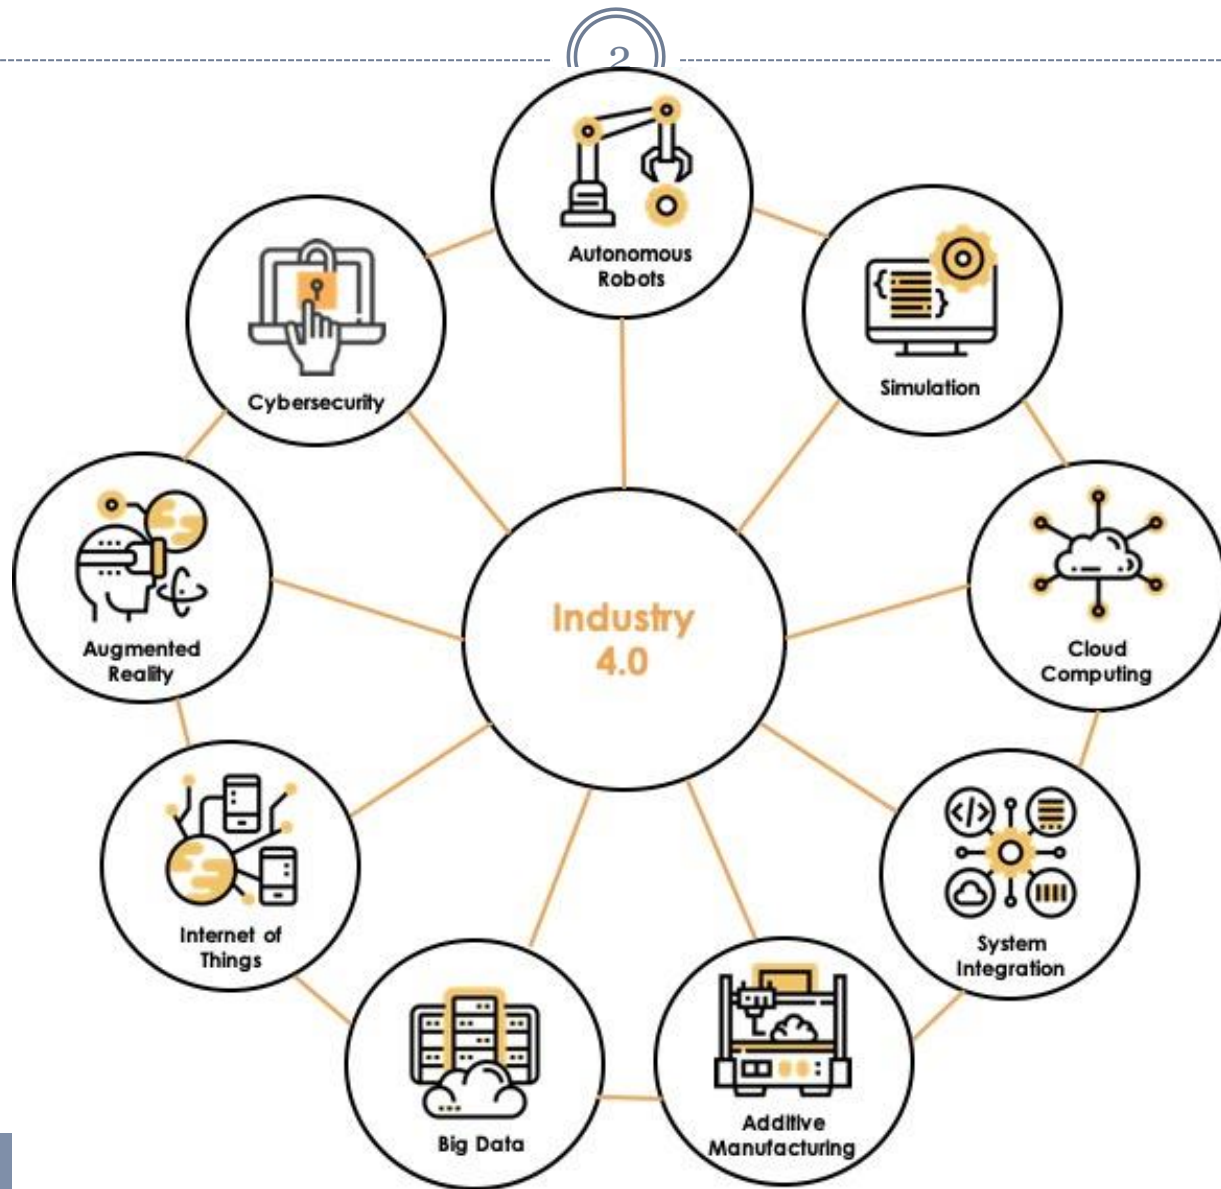 2
Autonomous
Robots
Simulation
Cloud
Computing
System
Integration
Additive
Manufacturing
Big Data
Internet of
Things
Augmented
Reality
Cybersecurity
Industry
4.0